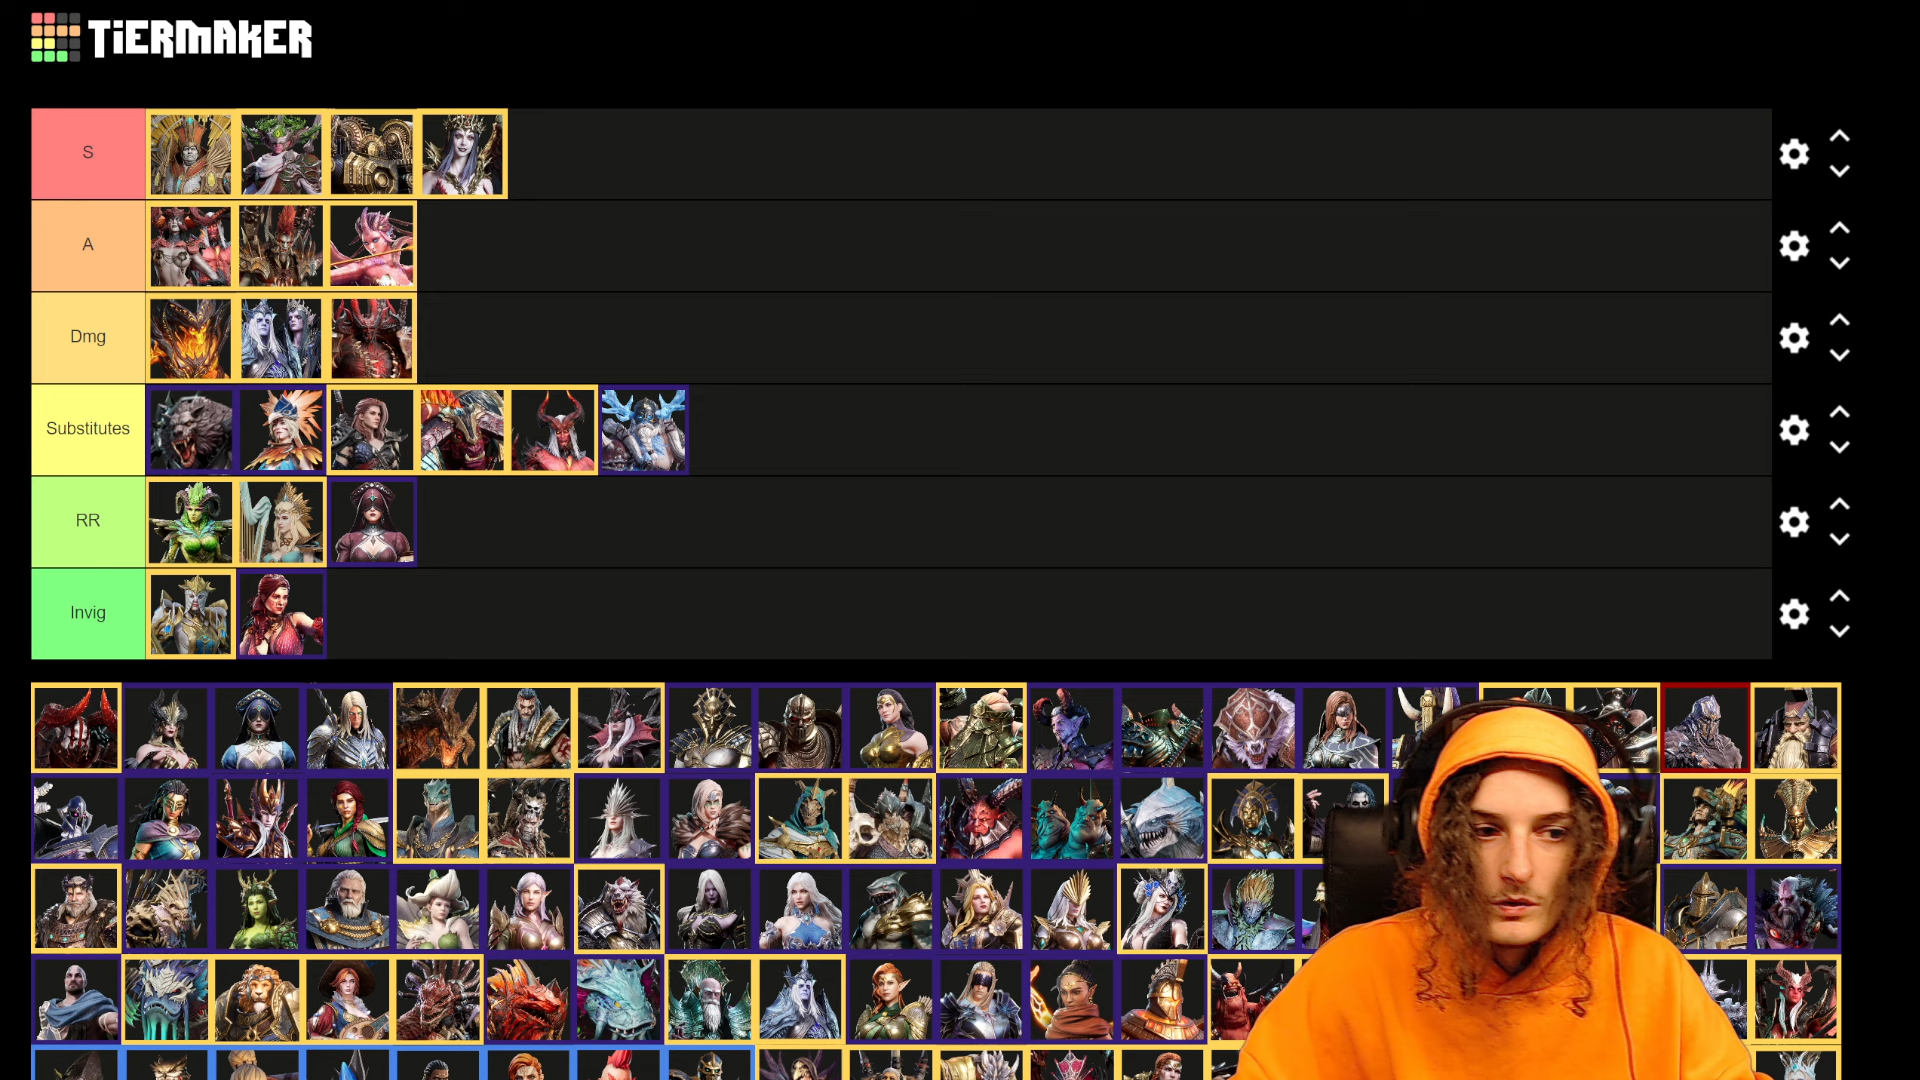 TIERMAKER
S
A
Dmg
Substitutes
RR
Invig